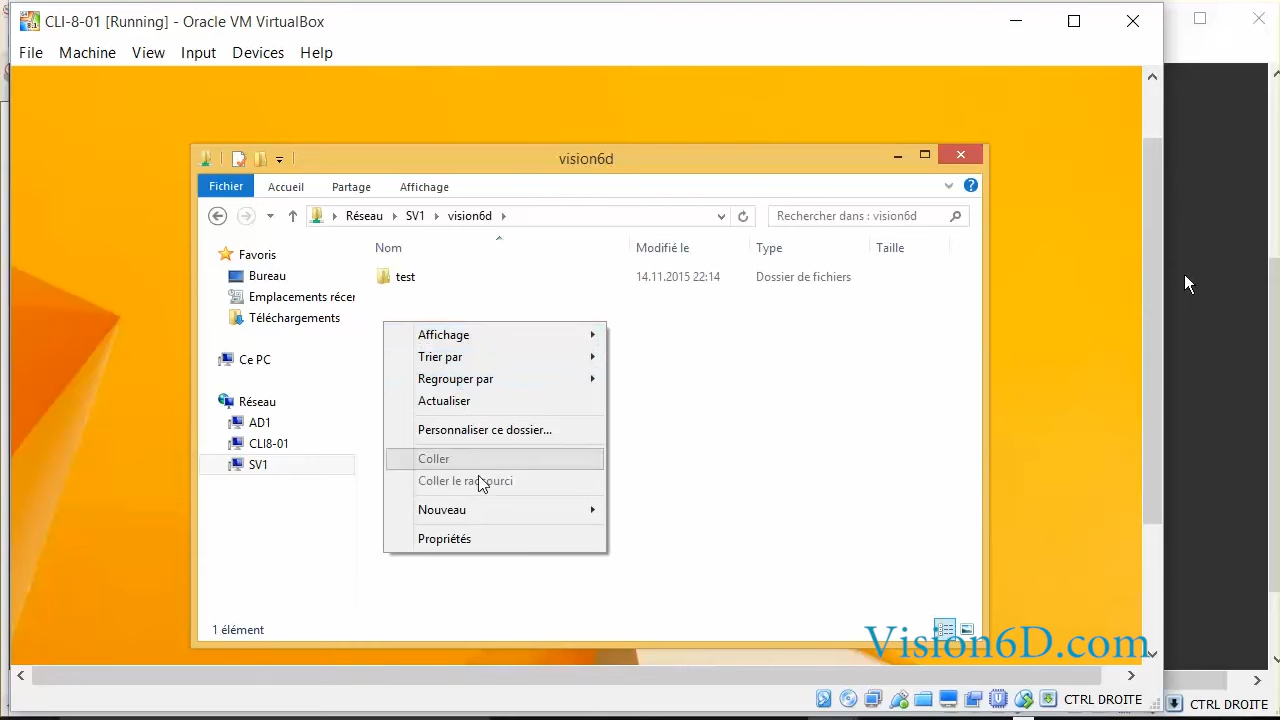 CLI-8-01 [Running] - Oracle VM VirtualBox
File Machine View Input Devices Help
vision6d
Fichier Accueil Partage Affichage
Réseau SV1 vision6d
Rechercher dans : vision6d
Nom Modifié le Type Taille
test 14.11.2015 22:14 Dossier de fichiers
Favoris
Bureau
Emplacements récer
Téléchargements
Ce PC
Réseau
AD1
CLI8-01
SV1
Affichage
Trier par
Regrouper par
Actualiser
Personnaliser ce dossier...
Coller
Coller le raccourci
Nouveau
Propriétés
1 élément
Vision6D.com
CTRL DROITE
CTRL DROITE